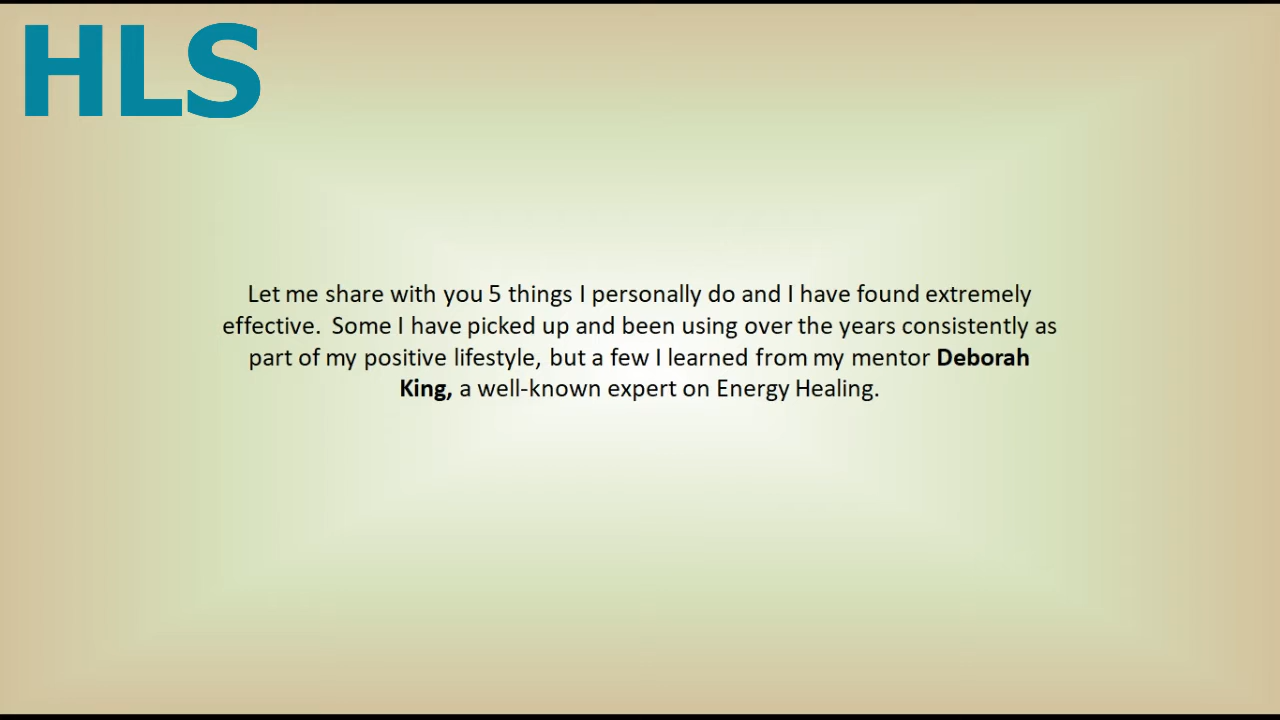 HLS
Let me share with you 5 things I personally do and I have found extremely
effective.  Some I have picked up and been using over the years consistently as
part of my positive lifestyle, but a few I learned from my mentor Deborah
King, a well-known expert on Energy Healing.